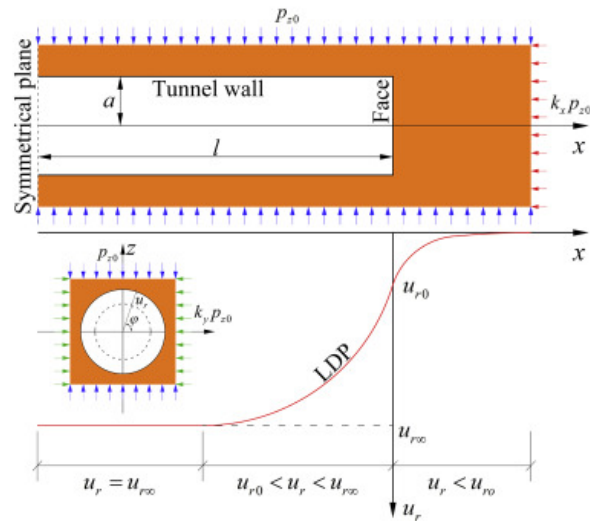 p_{z0}
Symmetrical plane
Tunnel wall
a
Face
k_x p_{z0}
x
l
x
p_{z0}
z
u_r
φ
k_y p_{z0}
u_{r0}
LDP
u_{r∞}
u_r = u_{r∞}
u_{r0} < u_r < u_{r∞}
u_r < u_{ro}
u_r